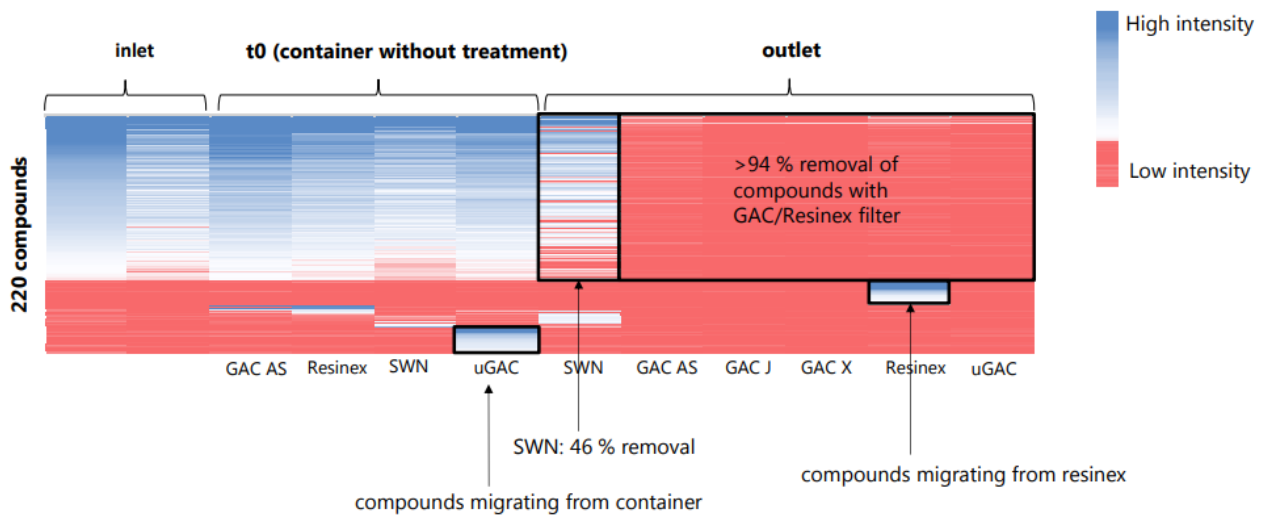 High intensity
inlet
t0 (container without treatment)
outlet
220 compounds
>94 % removal of
compounds with
GAC/Resinex filter
Low intensity
GAC AS
Resinex
SWN
uGAC
SWN
GAC AS
GAC J
GAC X
Resinex
uGAC
SWN: 46 % removal
compounds migrating from resinex
compounds migrating from container